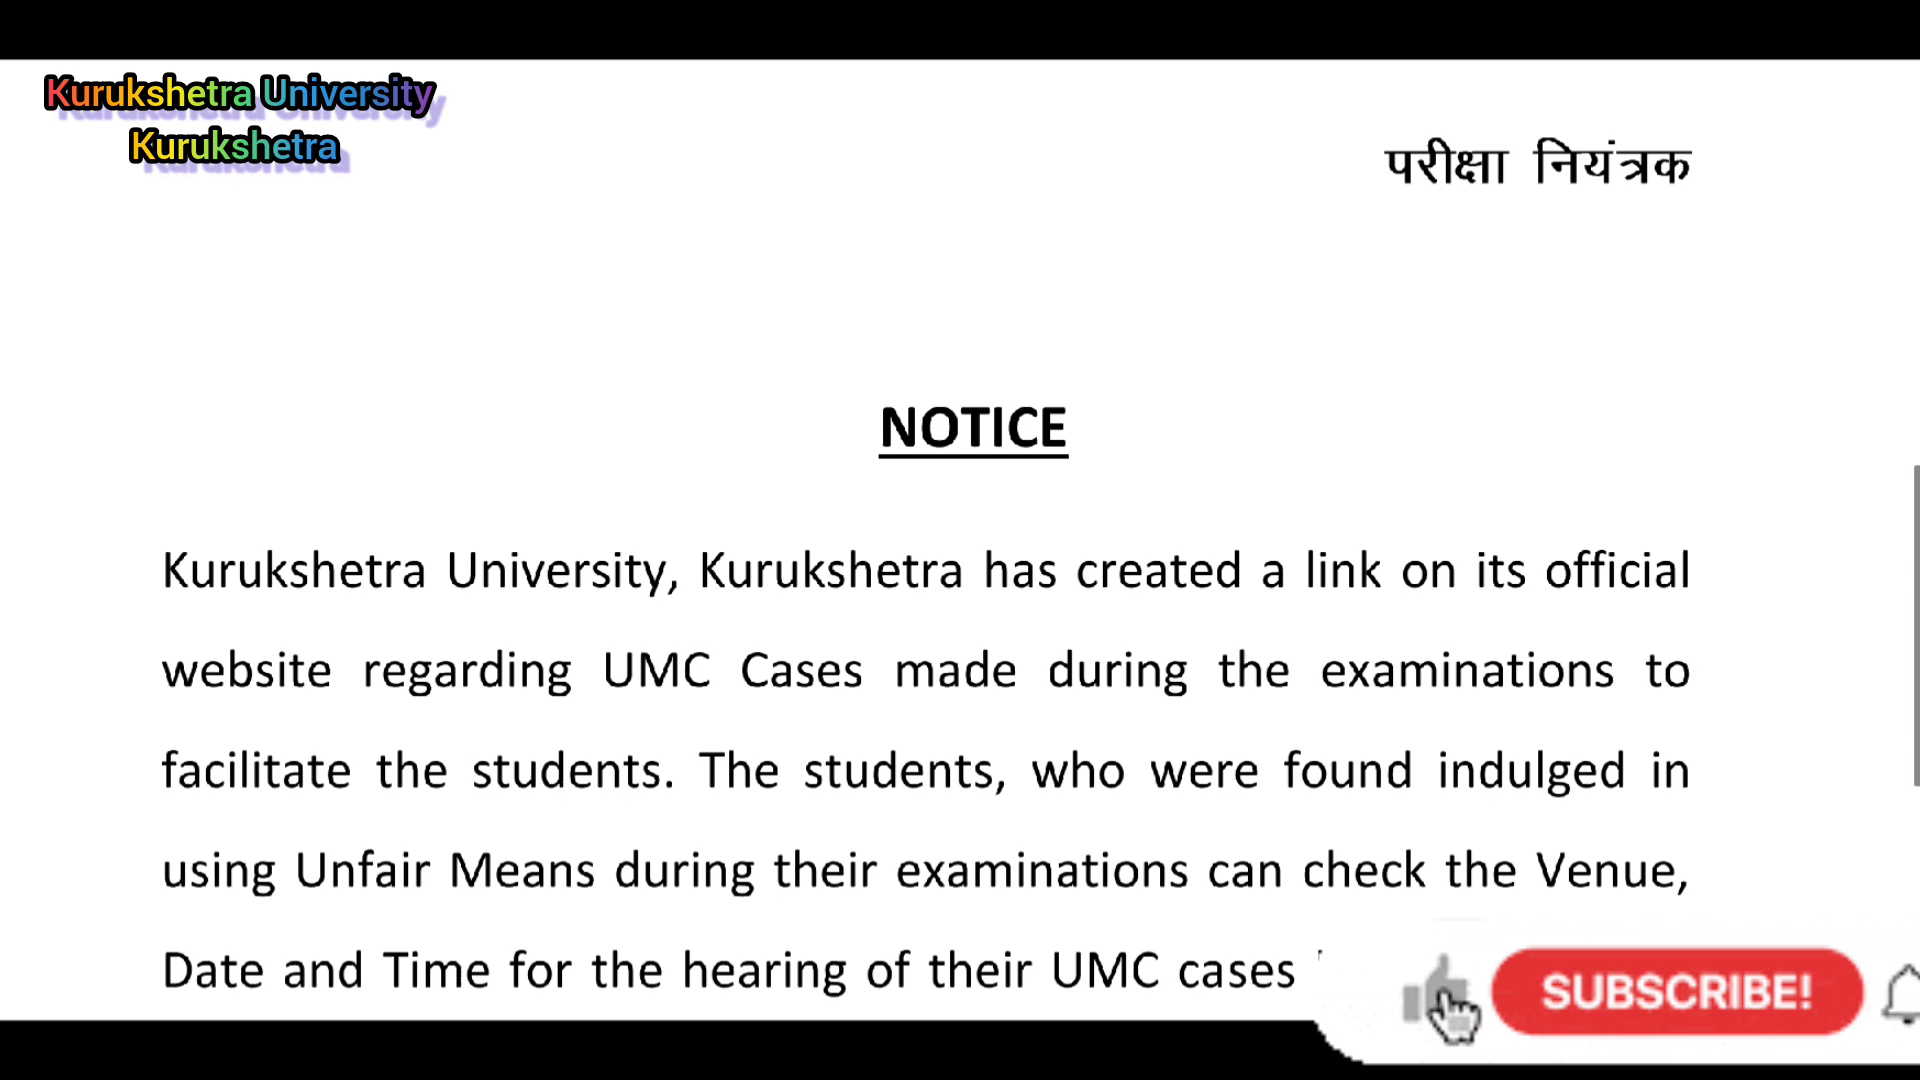 Kurukshetra University
Kurukshetra
परीक्षा नियंत्रक
NOTICE
Kurukshetra University, Kurukshetra has created a link on its official
website regarding UMC Cases made during the examinations to
facilitate the students. The students, who were found indulged in
using Unfair Means during their examinations can check the Venue,
Date and Time for the hearing of their UMC cases
SUBSCRIBE!